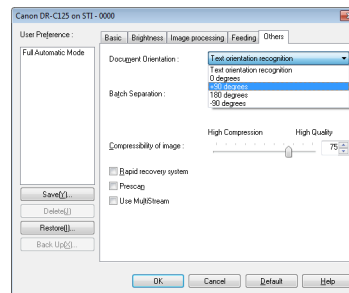 Canon DR-C125 on STI - 0000
User Preference :
Full Automatic Mode
Save(Y)...
Delete(J)
Restore(I)...
Back Up(X)...
Basic Brightness Image processing Feeding Others
Document Orientation :
Text orientation recognition
Text orientation recognition
0 degrees
+90 degrees
180 degrees
-90 degrees
Batch Separation :
High Compression High Quality
Compressibility of image :
75
Rapid recovery system
Prescan
Use MultiStream
OK Cancel Default Help